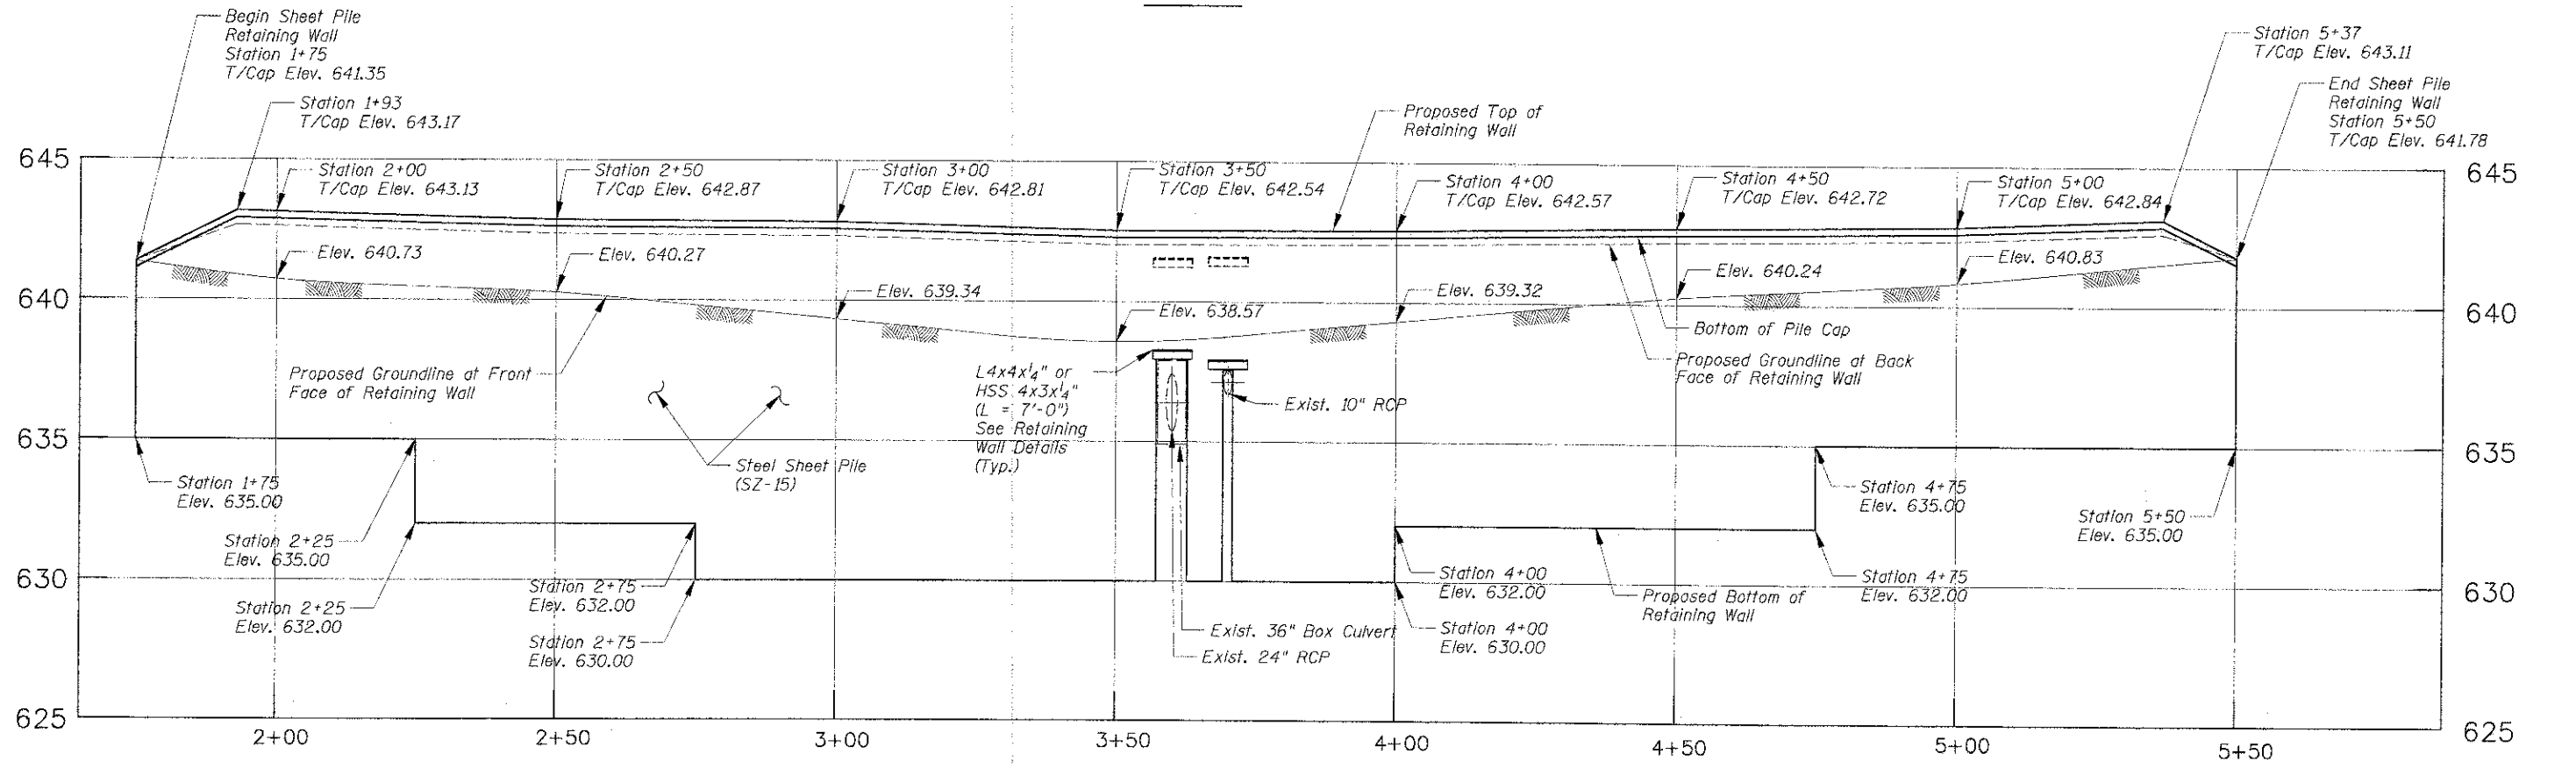 Begin Sheet Pile
Retaining Wall
Station 1+75
T/Cap Elev. 641.35
Station 1+93
T/Cap Elev. 643.17
Station 5+37
T/Cap Elev. 643.11
End Sheet Pile
Retaining Wall
Station 5+50
T/Cap Elev. 641.78
Proposed Top of
Retaining Wall
645
645
Station 2+00
T/Cap Elev. 643.13
Station 2+50
T/Cap Elev. 642.87
Station 3+00
T/Cap Elev. 642.81
Station 3+50
T/Cap Elev. 642.54
Station 4+00
T/Cap Elev. 642.57
Station 4+50
T/Cap Elev. 642.72
Station 5+00
T/Cap Elev. 642.84
Elev. 640.73
Elev. 640.27
Elev. 639.34
Elev. 638.57
Elev. 639.32
Elev. 640.24
Elev. 640.83
640
640
Bottom of Pile Cap
Proposed Groundline at Back
Face of Retaining Wall
Proposed Groundline at Front
Face of Retaining Wall
L4x4x1/4" or
HSS 4x3x1/4"
(L = 7'-0")
See Retaining
Wall Details
(Typ.)
Exist. 10" RCP
635
635
Steel Sheet Pile
(SZ-15)
Station 1+75
Elev. 635.00
Station 2+25
Elev. 635.00
Station 2+25
Elev. 632.00
Station 2+75
Elev. 632.00
Station 2+75
Elev. 630.00
Station 4+00
Elev. 632.00
Station 4+00
Elev. 630.00
Station 4+75
Elev. 635.00
Station 4+75
Elev. 632.00
Station 5+50
Elev. 635.00
Proposed Bottom of
Retaining Wall
Exist. 36" Box Culvert
Exist. 24" RCP
630
630
625
625
2+00
2+50
3+00
3+50
4+00
4+50
5+00
5+50